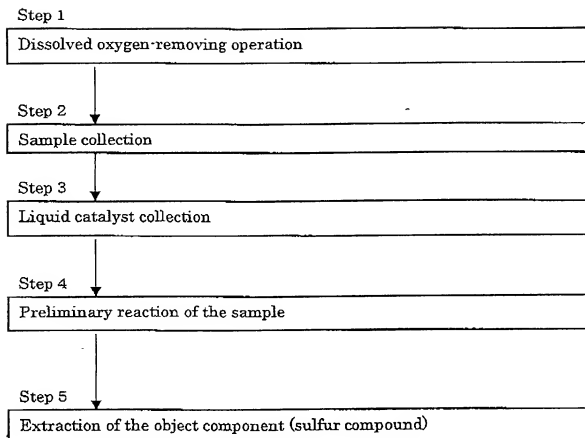 Step 1
Dissolved oxygen-removing operation
Step 2
Sample collection
Step 3
Liquid catalyst collection
Step 4
Preliminary reaction of the sample
Step 5
Extraction of the object component (sulfur compound)